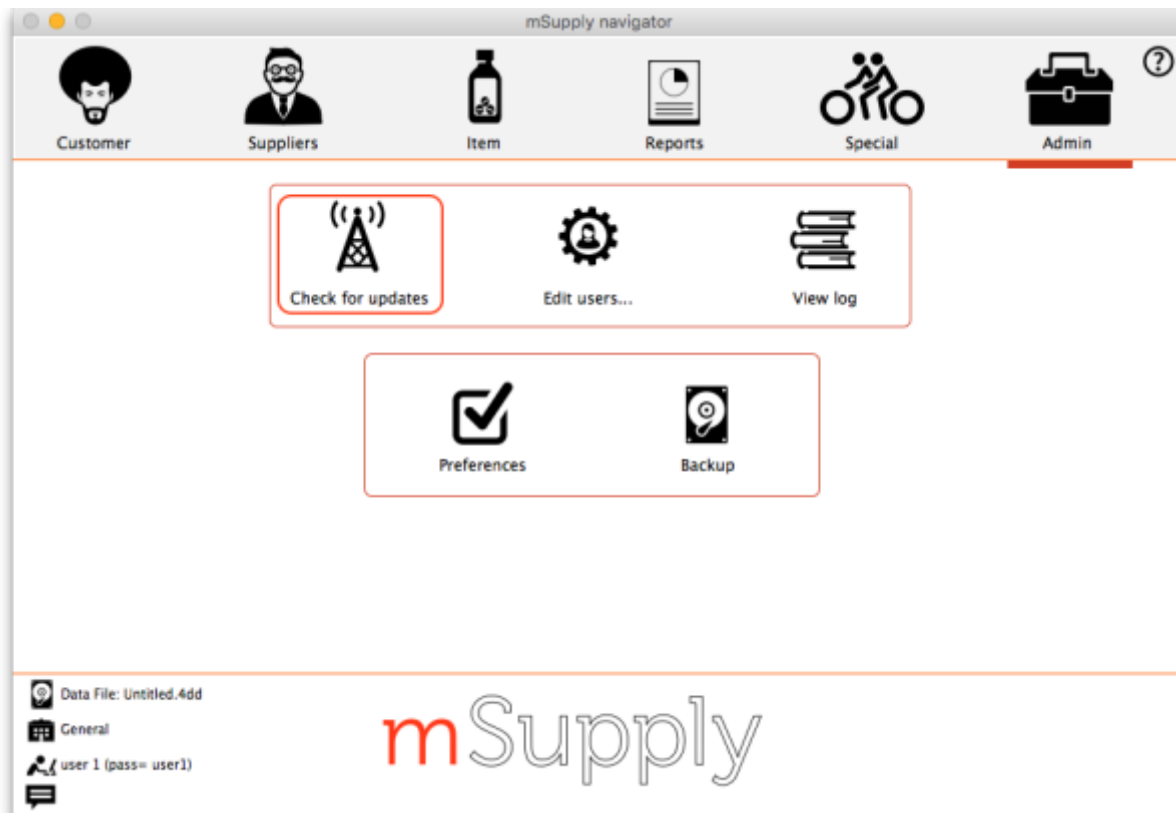 mSupply navigator
Customer Suppliers Item Reports Special Admin ?
Check for updates Edit users... View log
Preferences Backup
Data File: Untitled.4dd
General
user 1 (pass= user1)
mSupply